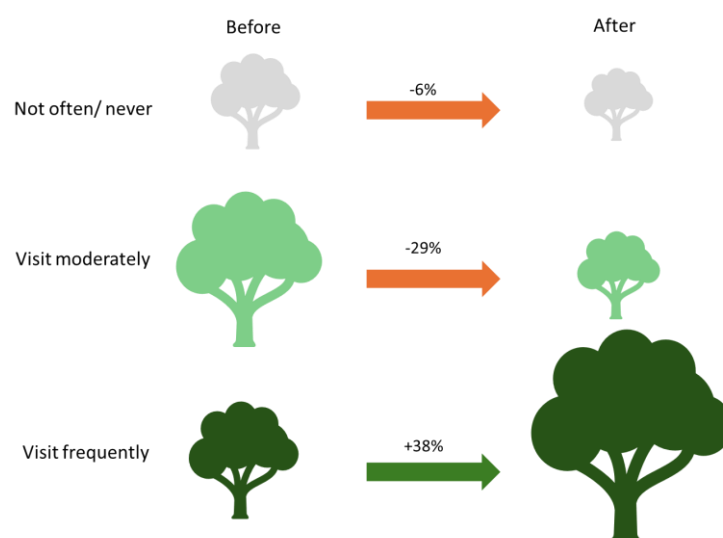 Before
After
Not often/ never
-6%
Visit moderately
-29%
Visit frequently
+38%